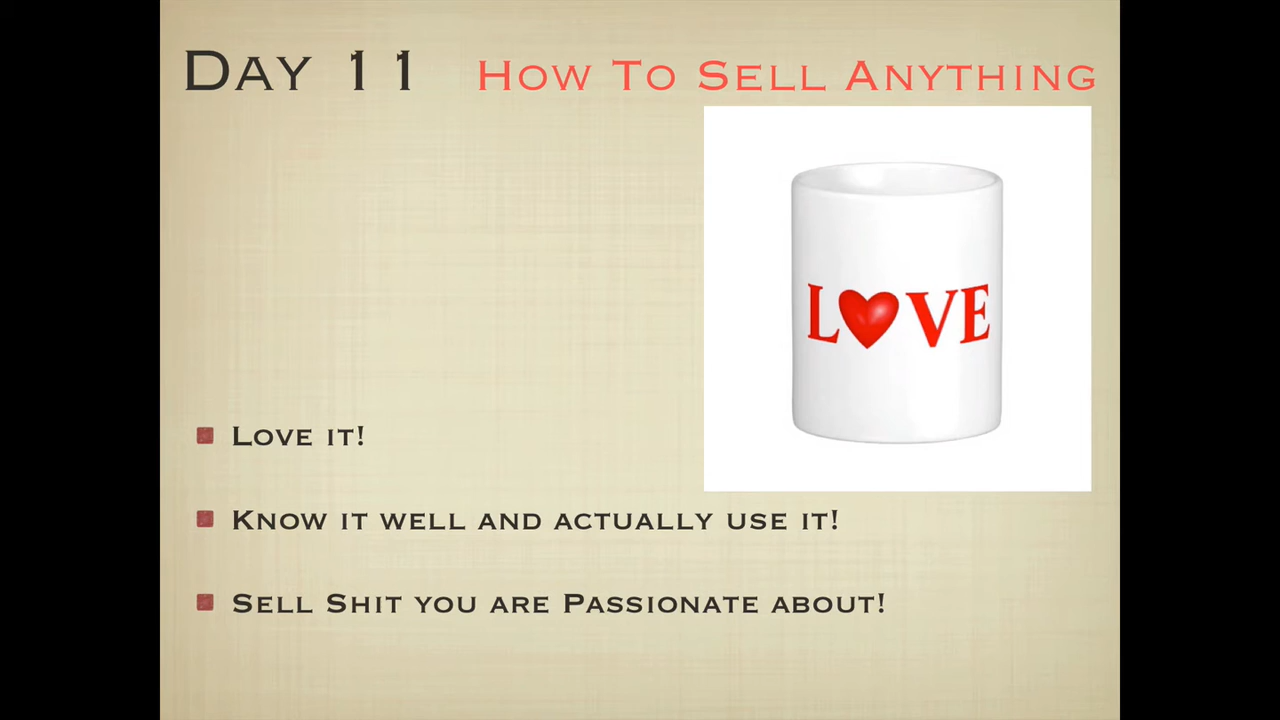 Day 11 How To Sell Anything
L❤VE
Love it!
Know it well and actually use it!
Sell Shit you are Passionate about!